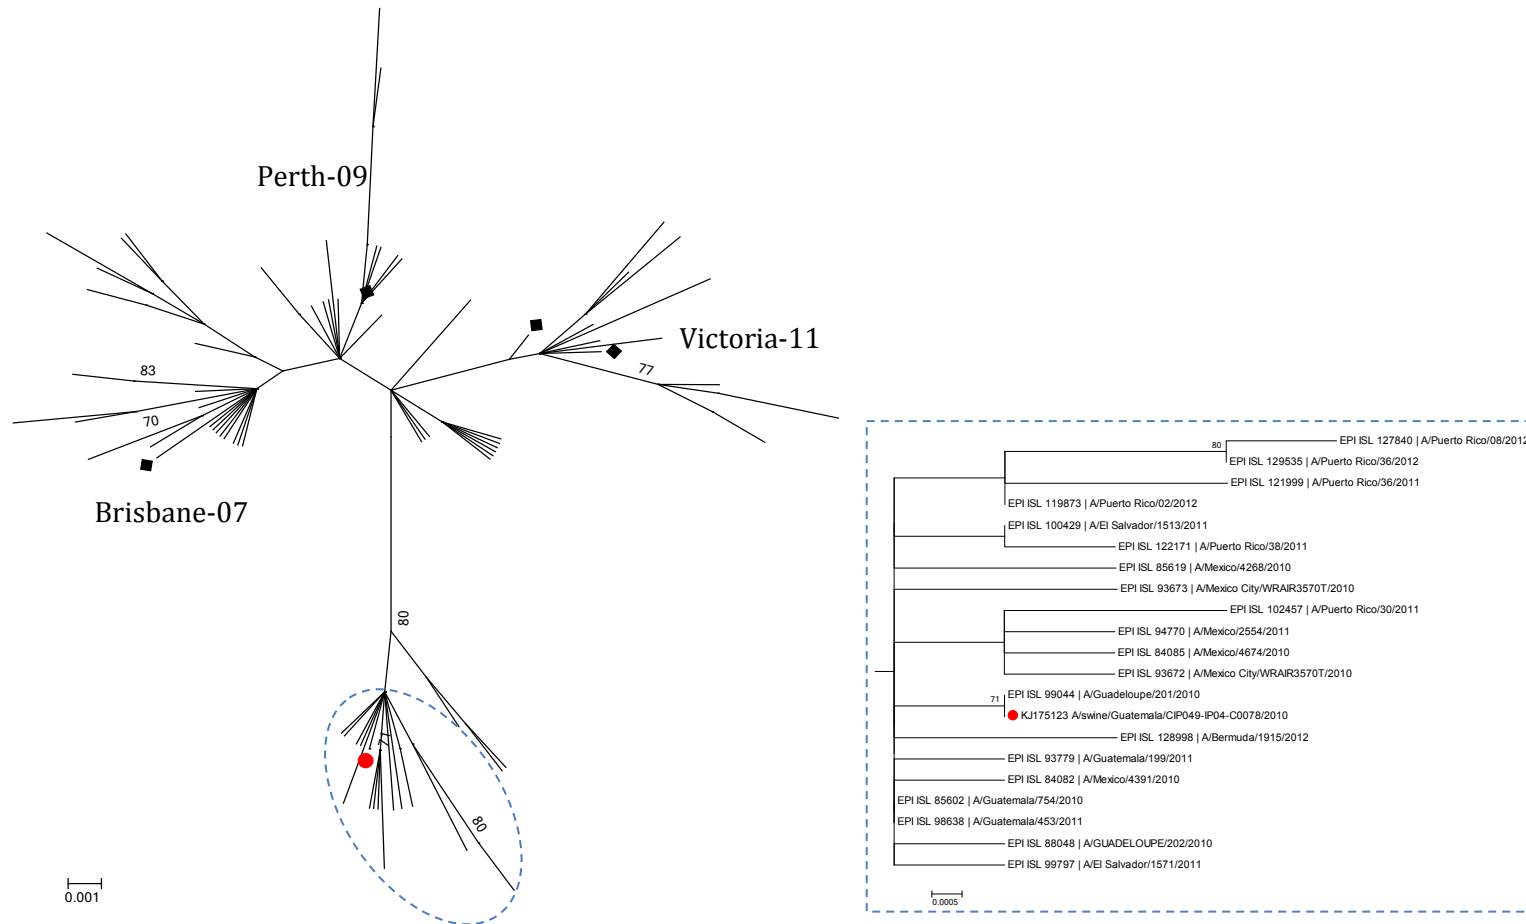 Perth-09
Victoria-11
83
77
70
Brisbane-07
80
71
80
0.001
80
EPI ISL 127840 | A/Puerto Rico/08/2012
EPI ISL 129535 | A/Puerto Rico/36/2012
EPI ISL 121999 | A/Puerto Rico/36/2011
EPI ISL 119873 | A/Puerto Rico/02/2012
EPI ISL 100429 | A/El Salvador/1513/2011
EPI ISL 122171 | A/Puerto Rico/38/2011
EPI ISL 85619 | A/Mexico/4268/2010
EPI ISL 93673 | A/Mexico City/WRAIR3570T/2010
EPI ISL 102457 | A/Puerto Rico/30/2011
EPI ISL 94770 | A/Mexico/2554/2011
EPI ISL 84085 | A/Mexico/4674/2010
EPI ISL 93672 | A/Mexico City/WRAIR3570T/2010
71
EPI ISL 99044 | A/Guadeloupe/201/2010
KJ175123 A/swine/Guatemala/CIP049-IP04-C0078/2010
EPI ISL 128998 | A/Bermuda/1915/2012
EPI ISL 93779 | A/Guatemala/199/2011
EPI ISL 84082 | A/Mexico/4391/2010
EPI ISL 85602 | A/Guatemala/754/2010
EPI ISL 98638 | A/Guatemala/453/2011
EPI ISL 88048 | A/GUADELOUPE/202/2010
EPI ISL 99797 | A/El Salvador/1571/2011
0.0005